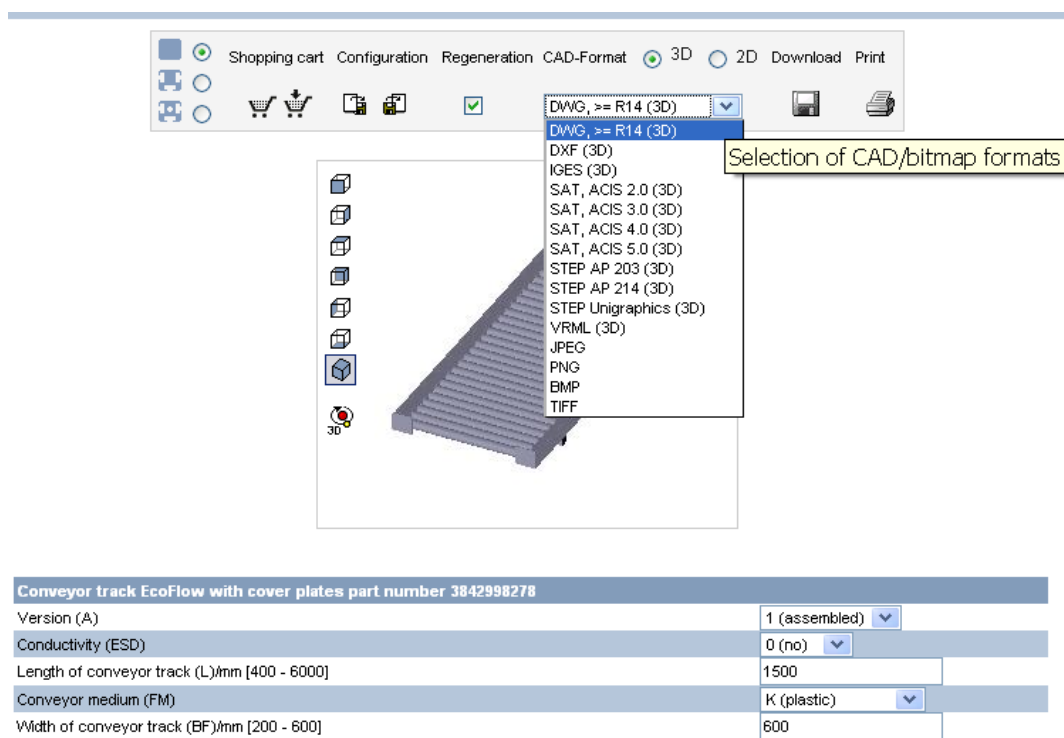 Shopping cart Configuration Regeneration CAD-Format 3D 2D Download Print
DWG, >= R14 (3D)
DWG, >= R14 (3D)
DXF (3D)
Selection of CAD/bitmap formats
IGES (3D)
SAT, ACIS 2.0 (3D)
SAT, ACIS 3.0 (3D)
SAT, ACIS 4.0 (3D)
SAT, ACIS 5.0 (3D)
STEP AP 203 (3D)
STEP AP 214 (3D)
STEP Unigraphics (3D)
VRML (3D)
JPEG
PNG
BMP
TIFF
3D
Conveyor track EcoFlow with cover plates part number 3842998278
Version (A) 1 (assembled)
Conductivity (ESD) 0 (no)
Length of conveyor track (L)/mm [400 - 6000] 1500
Conveyor medium (FM) K (plastic)
Width of conveyor track (BF)/mm [200 - 600] 600